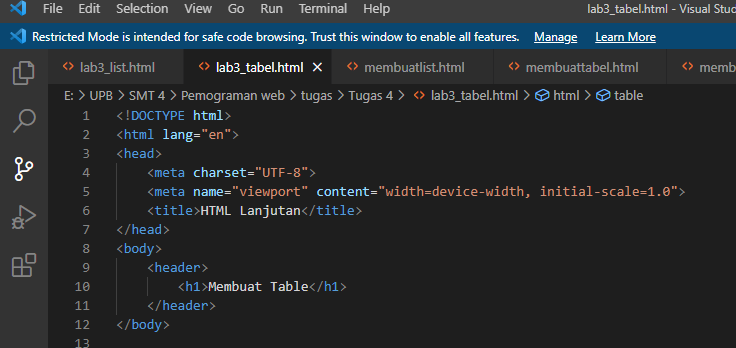 File Edit Selection View Go Run Terminal Help lab3_tabel.html - Visual Stud
Restricted Mode is intended for safe code browsing. Trust this window to enable all features. Manage Learn More
lab3_list.html lab3_tabel.html membuatlist.html membuattabel.html memb
E: > UPB > SMT 4 > Pemograman web > tugas > Tugas 4 > lab3_tabel.html > html > table
1 <!DOCTYPE html>
2 <html lang="en">
3 <head>
4 <meta charset="UTF-8">
5 <meta name="viewport" content="width=device-width, initial-scale=1.0">
6 <title>HTML Lanjutan</title>
7 </head>
8 <body>
9 <header>
10 <h1>Membuat Table</h1>
11 </header>
12 </body>
13